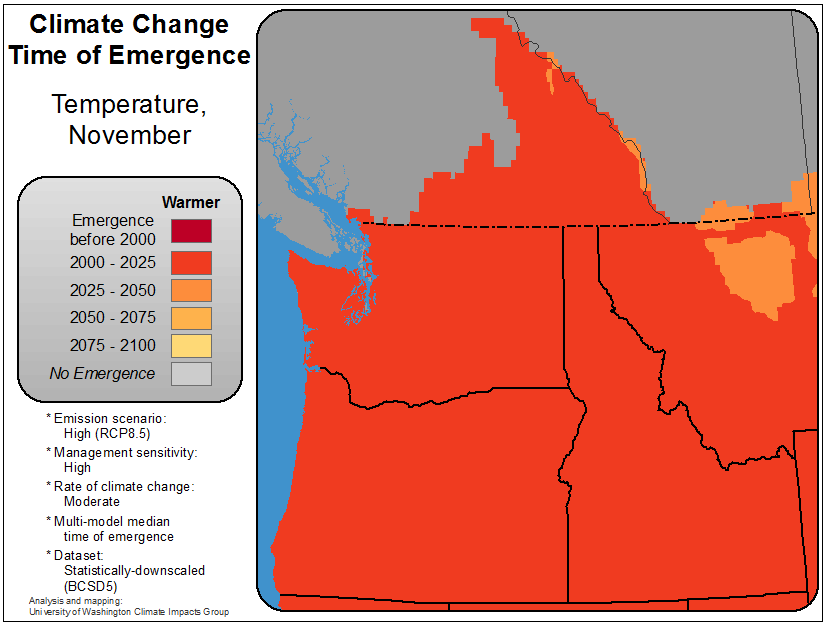 Climate Change
Time of Emergence
Temperature,
November
Warmer
Emergence
before 2000
2000 - 2025
2025 - 2050
2050 - 2075
2075 - 2100
No Emergence
* Emission scenario:
High (RCP8.5)
* Management sensitivity:
High
* Rate of climate change:
Moderate
* Multi-model median
time of emergence
* Dataset:
Statistically-downscaled
(BCSD5)
Analysis and mapping:
University of Washington Climate Impacts Group